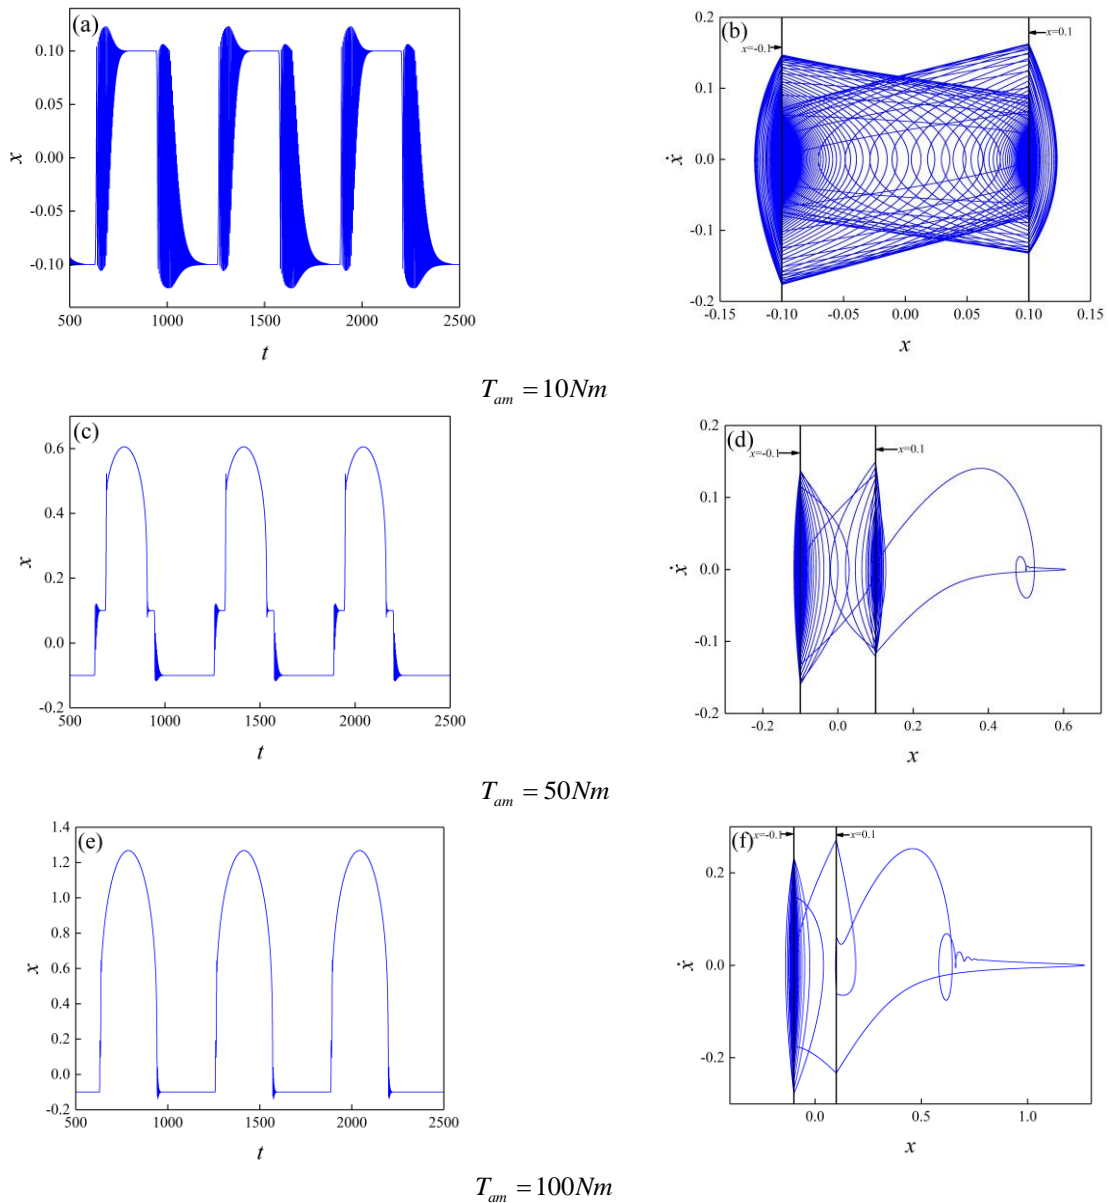 (a)
0.10
0.05
0.00
-0.05
-0.10
x
500 1000 1500 2000 2500
t
(b)
x=-0.1
x=0.1
0.2
0.1
0.0
-0.1
-0.2
ẋ
-0.15 -0.10 -0.05 0.00 0.05 0.10 0.15
x
T_am = 10Nm
(c)
0.6
0.4
0.2
0.0
-0.2
x
500 1000 1500 2000 2500
t
(d)
x=-0.1
x=0.1
0.2
0.1
0.0
-0.1
-0.2
ẋ
-0.2 0.0 0.2 0.4 0.6
x
T_am = 50Nm
(e)
1.4
1.2
1.0
0.8
0.6
0.4
0.2
0.0
-0.2
x
500 1000 1500 2000 2500
t
(f)
x=-0.1
x=0.1
0.2
0.0
-0.2
ẋ
0.0 0.5 1.0
x
T_am = 100Nm